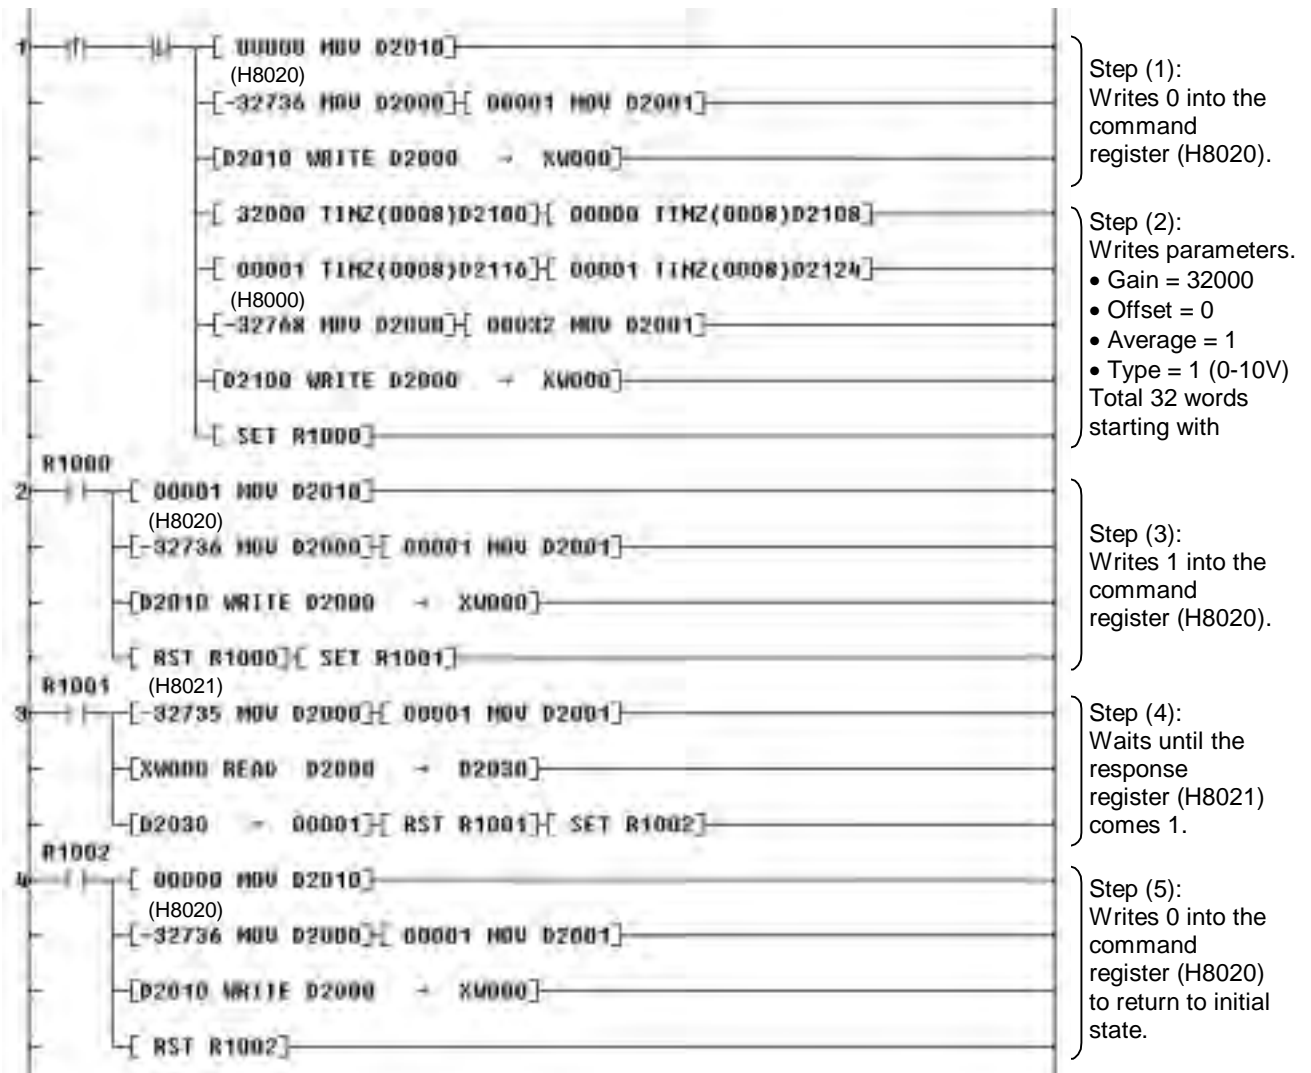 1 [ 00000 MOV D2010]
(H8020)
[-32736 MOV D2000][ 00001 MOV D2001]
[D2010 WRITE D2000 → XW000]
[ 32000 TINZ(0008)D2100][ 00000 TINZ(0008)D2108]
[ 00001 TINZ(0008)D2116][ 00001 TINZ(0008)D2124]
(H8000)
[-32768 MOV D2000][ 00032 MOV D2001]
[D2100 WRITE D2000 → XW000]
[ SET R1000]
Step (1):
Writes 0 into the
command
register (H8020).
Step (2):
Writes parameters.
• Gain = 32000
• Offset = 0
• Average = 1
• Type = 1 (0-10V)
Total 32 words
starting with
R1000
2 [ 00001 MOV D2010]
(H8020)
[-32736 MOV D2000][ 00001 MOV D2001]
[D2010 WRITE D2000 → XW000]
[ RST R1000][ SET R1001]
Step (3):
Writes 1 into the
command
register (H8020).
R1001
(H8021)
3 [-32735 MOV D2000][ 00001 MOV D2001]
[XW000 READ D2000 → D2030]
[D2030 = 00001][ RST R1001][ SET R1002]
Step (4):
Waits until the
response
register (H8021)
comes 1.
R1002
4 [ 00000 MOV D2010]
(H8020)
[-32736 MOV D2000][ 00001 MOV D2001]
[D2010 WRITE D2000 → XW000]
[ RST R1002]
Step (5):
Writes 0 into the
command
register (H8020)
to return to initial
state.